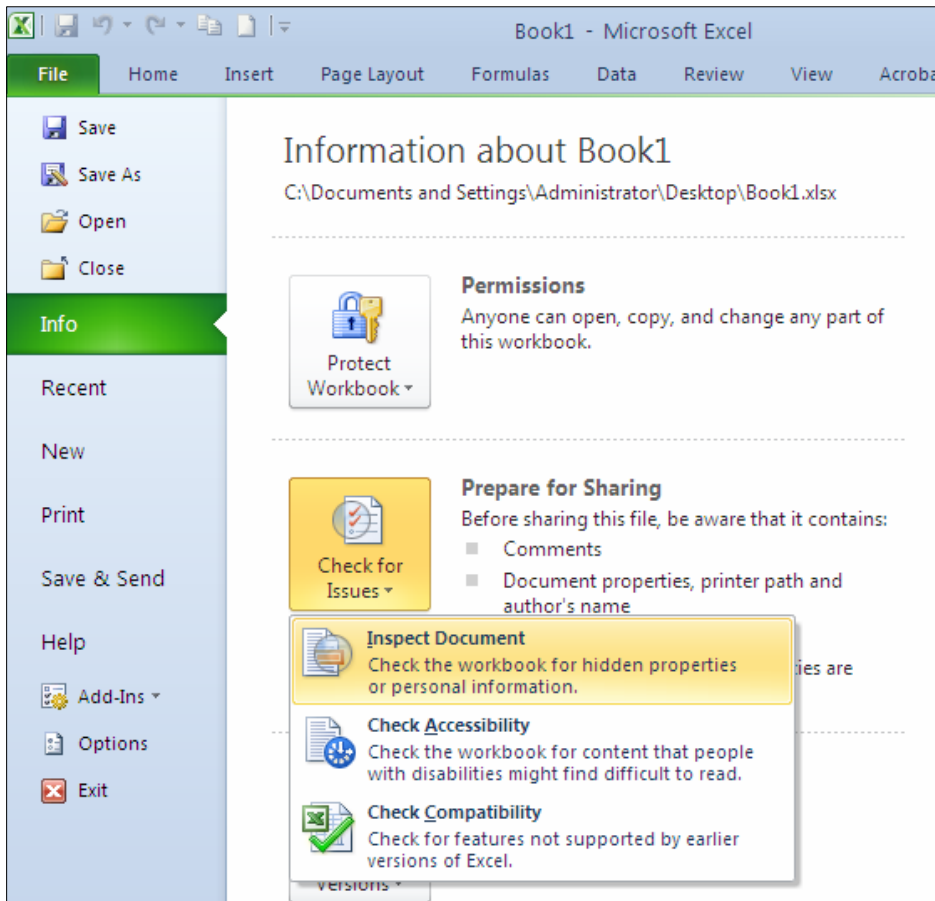 Book1 - Microsoft Excel
File Home Insert Page Layout Formulas Data Review View Acroba
Save
Save As
Open
Close
Info
Recent
New
Print
Save & Send
Help
Add-Ins
Options
Exit
Information about Book1
C:\Documents and Settings\Administrator\Desktop\Book1.xlsx
Protect
Workbook
Permissions
Anyone can open, copy, and change any part of
this workbook.
Check for
Issues
Prepare for Sharing
Before sharing this file, be aware that it contains:
Comments
Document properties, printer path and
author's name
ties are
Inspect Document
Check the workbook for hidden properties
or personal information.
Check Accessibility
Check the workbook for content that people
with disabilities might find difficult to read.
Check Compatibility
Check for features not supported by earlier
versions of Excel.
Versions